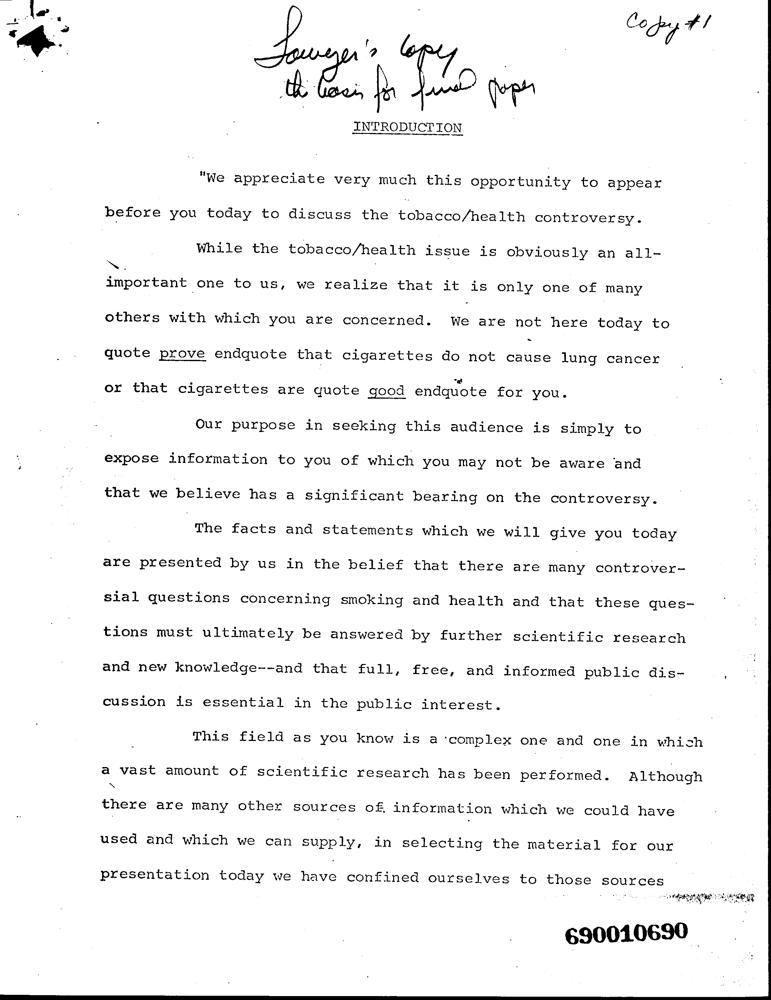 Copy #1
Lawyer's Copy
the basis for final paper
INTRODUCTION
"We appreciate very much this opportunity to appear
before you today to discuss the tobacco/health controversy.
While the tobacco/health issue is obviously an all-
important one to us, we realize that it is only one of many
others with which you are concerned. We are not here today to
quote prove endquote that cigarettes do not cause lung cancer
or that cigarettes are quote good endquote for you.
Our purpose in seeking this audience is simply to
expose information to you of which you may not be aware and
that we believe has a significant bearing on the controversy.
The facts and statements which we will give you today
are presented by us in the belief that there are many controver-
sial questions concerning smoking and health and that these ques-
tions must ultimately be answered by further scientific research
and new knowledge--and that full, free, and informed public dis-
cussion is essential in the public interest.
This field as you know is a complex one and one in which
a vast amount of scientific research has been performed. Although
there are many other sources of information which we could have
used and which we can supply, in selecting the material for our
presentation today we have confined ourselves to those sources
690010690